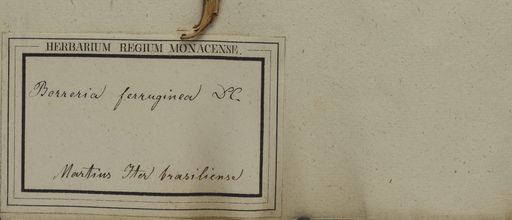 HERBARIUM REGIUM MONACENSE.
Borreria ferruginea DC.
Martius Iter brasiliense